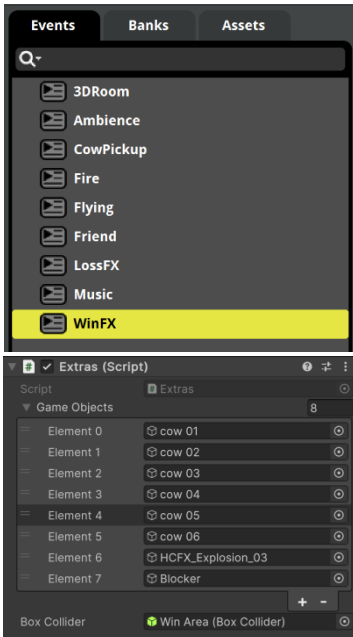 Events Banks Assets
3DRoom
Ambience
CowPickup
Fire
Flying
Friend
LossFX
Music
WinFX
# Extras (Script)
Script # Extras
Game Objects 8
Element 0 cow 01
Element 1 cow 02
Element 2 cow 03
Element 3 cow 04
Element 4 cow 05
Element 5 cow 06
Element 6 HCFX_Explosion_03
Element 7 Blocker
+ -
Box Collider Win Area (Box Collider)